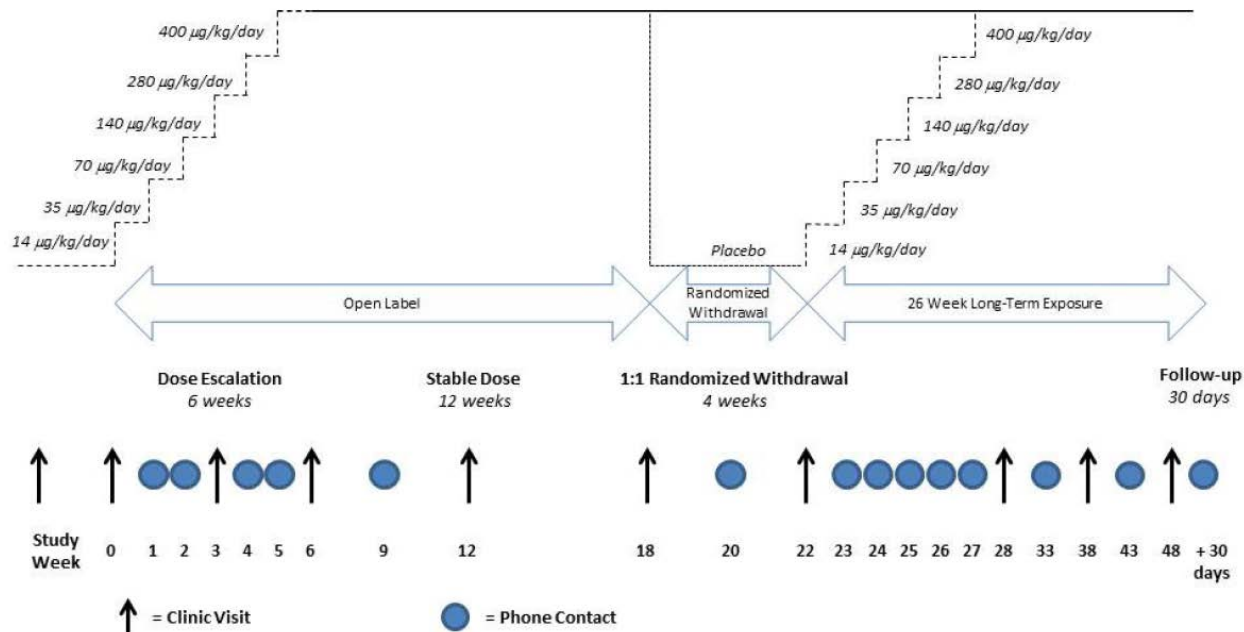 400 µg/kg/day
400 µg/kg/day
280 µg/kg/day
280 µg/kg/day
140 µg/kg/day
140 µg/kg/day
70 µg/kg/day
70 µg/kg/day
35 µg/kg/day
35 µg/kg/day
14 µg/kg/day
Placebo
14 µg/kg/day
Open Label
Randomized
Withdrawal
26 Week Long-Term Exposure
Dose Escalation
6 weeks
Stable Dose
12 weeks
1:1 Randomized Withdrawal
4 weeks
Follow-up
30 days
Study
Week
0 1 2 3 4 5 6 9 12 18 20 22 23 24 25 26 27 28 33 38 43 48 + 30
days
= Clinic Visit
= Phone Contact